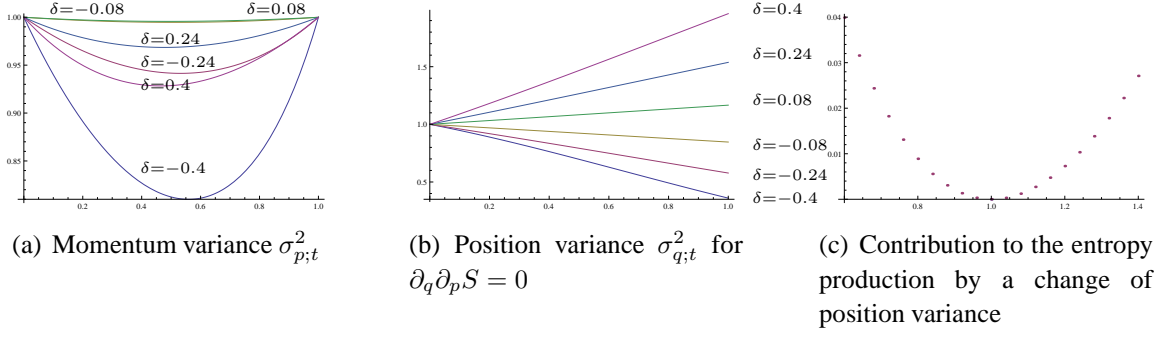 δ=−0.08 0.08
δ=0.24
δ=−0.24
δ=0.4
δ=−0.4
1.00
0.95
0.90
0.85
0.2 0.4 0.6 0.8 1.0
(a) Momentum variance σ²p;t
δ=0.4
δ=0.24
δ=0.08
δ=−0.08
δ=−0.24
δ=−0.4
1.5
1.0
0.5
0.2 0.4 0.6 0.8 1.0
(b) Position variance σ²q;t for
∂q∂pS = 0
0.04
0.03
0.02
0.01
0.8 1.0 1.2 1.4
(c) Contribution to the entropy
production by a change of
position variance